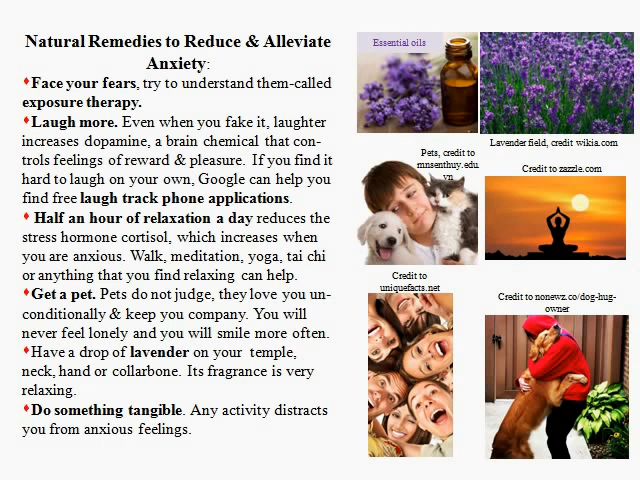 Natural Remedies to Reduce & Alleviate
Anxiety:
♦Face your fears, try to understand them-called
exposure therapy.
♦Laugh more. Even when you fake it, laughter
increases dopamine, a brain chemical that con-
trols feelings of reward & pleasure. If you find it
hard to laugh on your own, Google can help you
find free laugh track phone applications.
♦ Half an hour of relaxation a day reduces the
stress hormone cortisol, which increases when
you are anxious. Walk, meditation, yoga, tai chi
or anything that you find relaxing can help.
♦Get a pet. Pets do not judge, they love you un-
conditionally & keep you company. You will
never feel lonely and you will smile more often.
♦Have a drop of lavender on your temple,
neck, hand or collarbone. Its fragrance is very
relaxing.
♦Do something tangible. Any activity distracts
you from anxious feelings.
Essential oils
Lavender field, credit wikia.com
Pets, credit to
mnsenthuy.edu.
vn
Credit to zazzle.com
Credit to
uniquefacts.net
Credit to nonewz.co/dog-hug-
owner